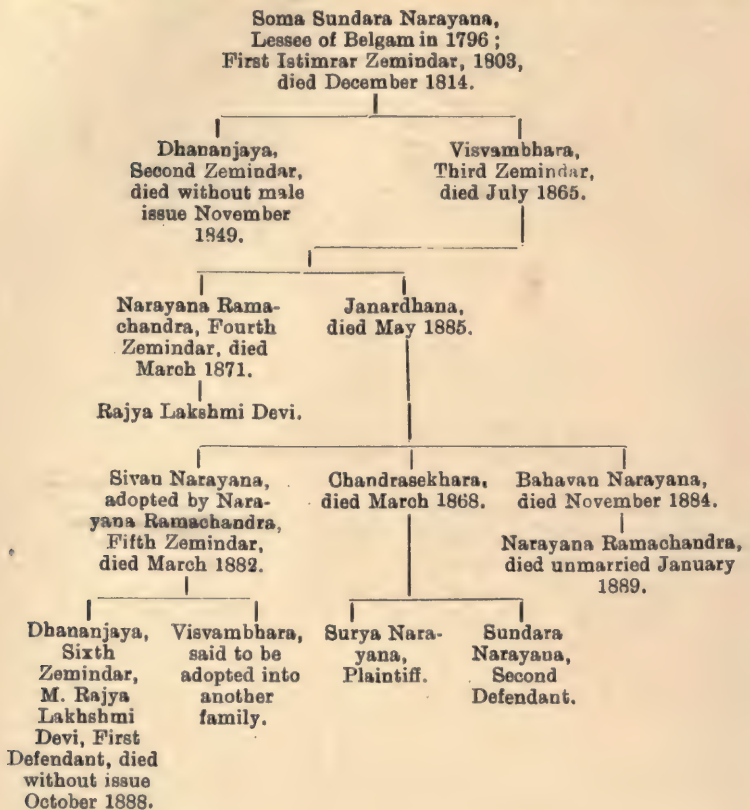 Soma Sundara Narayana,
Lessee of Belgam in 1796 ;
First Istimrar Zemindar, 1803,
died December 1814.
Dhananjaya,
Second Zemindar,
died without male
issue November
1849.
Visvambhara,
Third Zemindar,
died July 1865.
Narayana Rama-
chandra, Fourth
Zemindar, died
March 1871.
Rajya Lakshmi Devi.
Janardhana,
died May 1885.
Sivan Narayana,
adopted by Nara-
yana Ramachandra,
Fifth Zemindar,
died March 1882.
Chandrasekhara,
died March 1868.
Bahavan Narayana,
died November 1884.
Narayana Ramachandra,
died unmarried January
1889.
Dhananjaya,
Sixth
Zemindar,
M. Rajya
Lakhshmi
Devi, First
Defendant, died
without issue
October 1888.
Visvambhara,
said to be
adopted into
another
family.
Surya Nara-
yana,
Plaintiff.
Sundara
Narayana,
Second
Defendant.